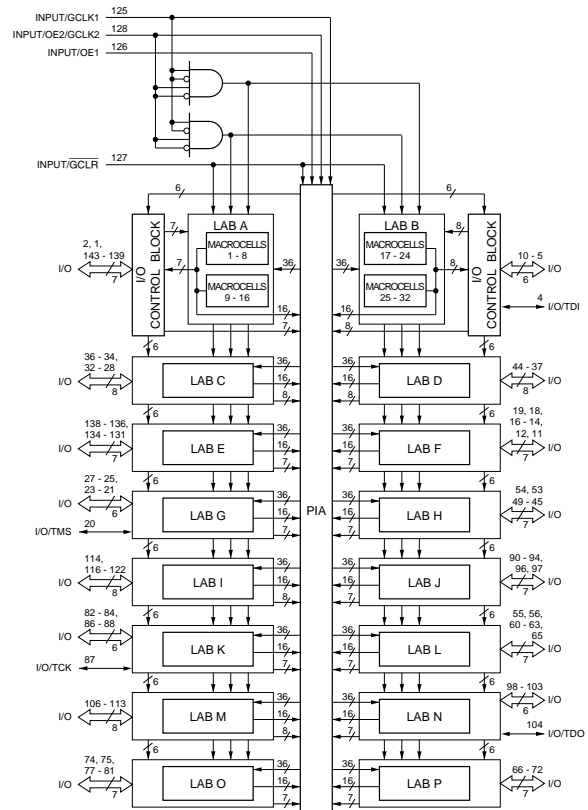 INPUT/GCLK1 125
INPUT/OE2/GCLK2 128
INPUT/OE1 126
INPUT/GCLR 127
6 6
I/O CONTROL BLOCK
LAB A
MACROCELLS
1 - 8
MACROCELLS
9 - 16
7
7
36
16
7
2, 1,
143 - 139
I/O
7
PIA
LAB B
MACROCELLS
17 - 24
MACROCELLS
25 - 32
8
8
36
16
8
I/O CONTROL BLOCK
10 - 5
I/O
6
4
I/O/TDI
6
6
36 - 34,
32 - 28
I/O
8
LAB C
36
16
8
36
16
8
LAB D
44 - 37
I/O
8
6
6
138 - 136,
134 - 131
I/O
7
LAB E
36
16
7
36
16
7
LAB F
19, 18,
16 - 14,
12, 11
I/O
7
6
6
27 - 25,
23 - 21
I/O
6
20
I/O/TMS
LAB G
36
16
7
36
16
7
LAB H
54, 53
49 - 45
I/O
7
6
6
114,
116 - 122
I/O
8
LAB I
36
16
8
36
16
7
LAB J
90 - 94,
96, 97
I/O
7
6
6
82 - 84,
86 - 88
I/O
6
87
I/O/TCK
LAB K
36
16
7
36
16
7
LAB L
55, 56,
60 - 63,
65
I/O
7
6
6
106 - 113
I/O
8
LAB M
36
16
8
36
16
7
LAB N
98 - 103
I/O
6
104
I/O/TDO
6
6
74, 75,
77 - 81
I/O
7
LAB O
36
16
7
36
16
7
LAB P
66 - 72
I/O
7